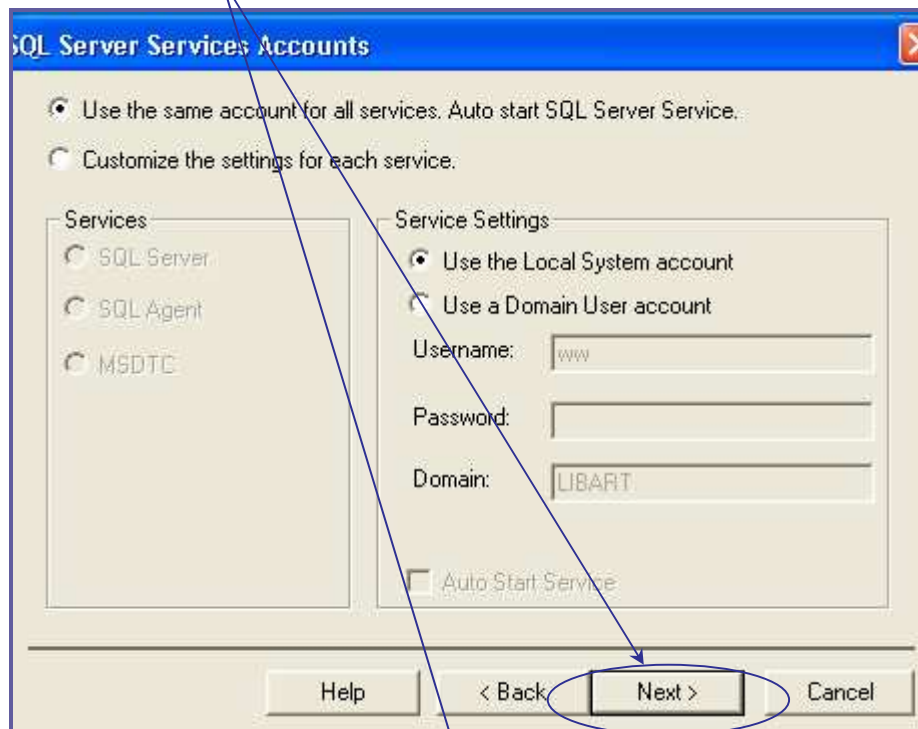 SQL Server Services Accounts
Use the same account for all services. Auto start SQL Server Service.
Customize the settings for each service.
Services
SQL Server
SQL Agent
MSDTC
Service Settings
Use the Local System account
Use a Domain User account
Username: ww
Password:
Domain: LIBART
Auto Start Service
Help
< Back
Next >
Cancel